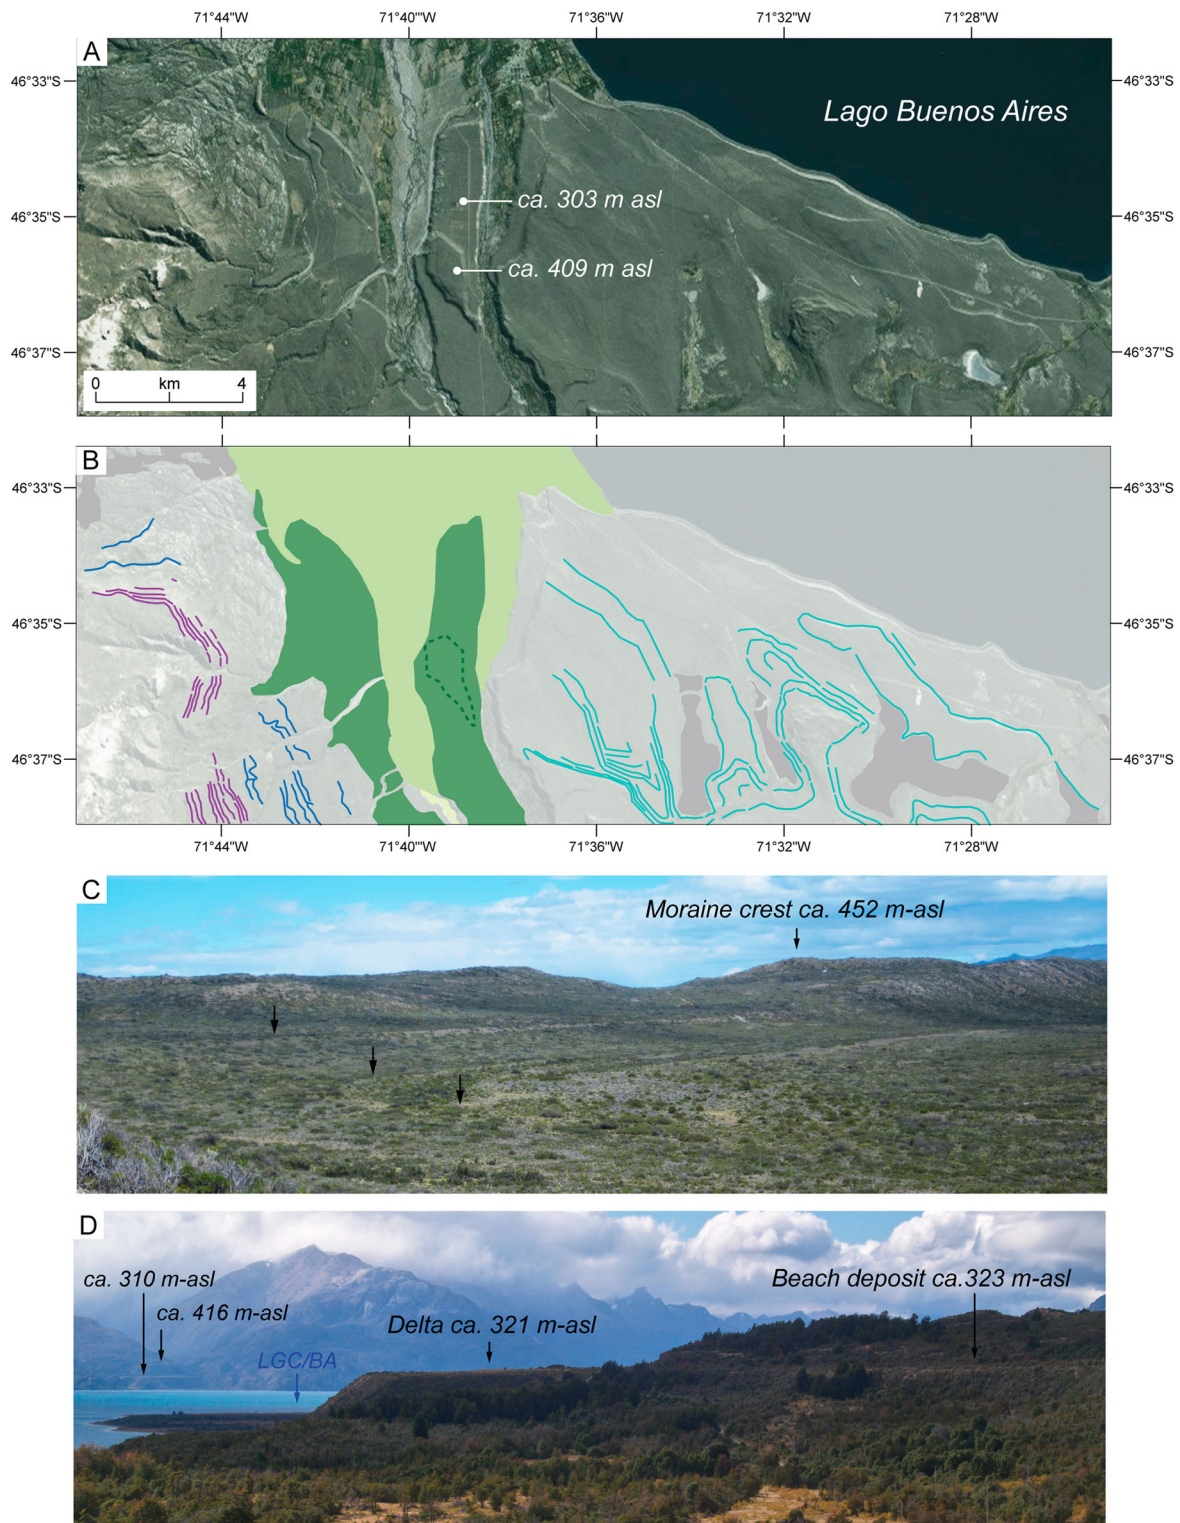 71°44"W 71°40"W 71°36"W 71°32"W 71°28"W
A
46°33"S 46°33"S
Lago Buenos Aires
ca. 303 m asl
46°35"S 46°35"S
ca. 409 m asl
46°37"S 46°37"S
0 km 4
B
46°33"S 46°33"S
46°35"S 46°35"S
46°37"S 46°37"S
71°44"W 71°40"W 71°36"W 71°32"W 71°28"W
C
Moraine crest ca. 452 m-asl
D
ca. 310 m-asl
Beach deposit ca.323 m-asl
ca. 416 m-asl
Delta ca. 321 m-asl
LGC/BA